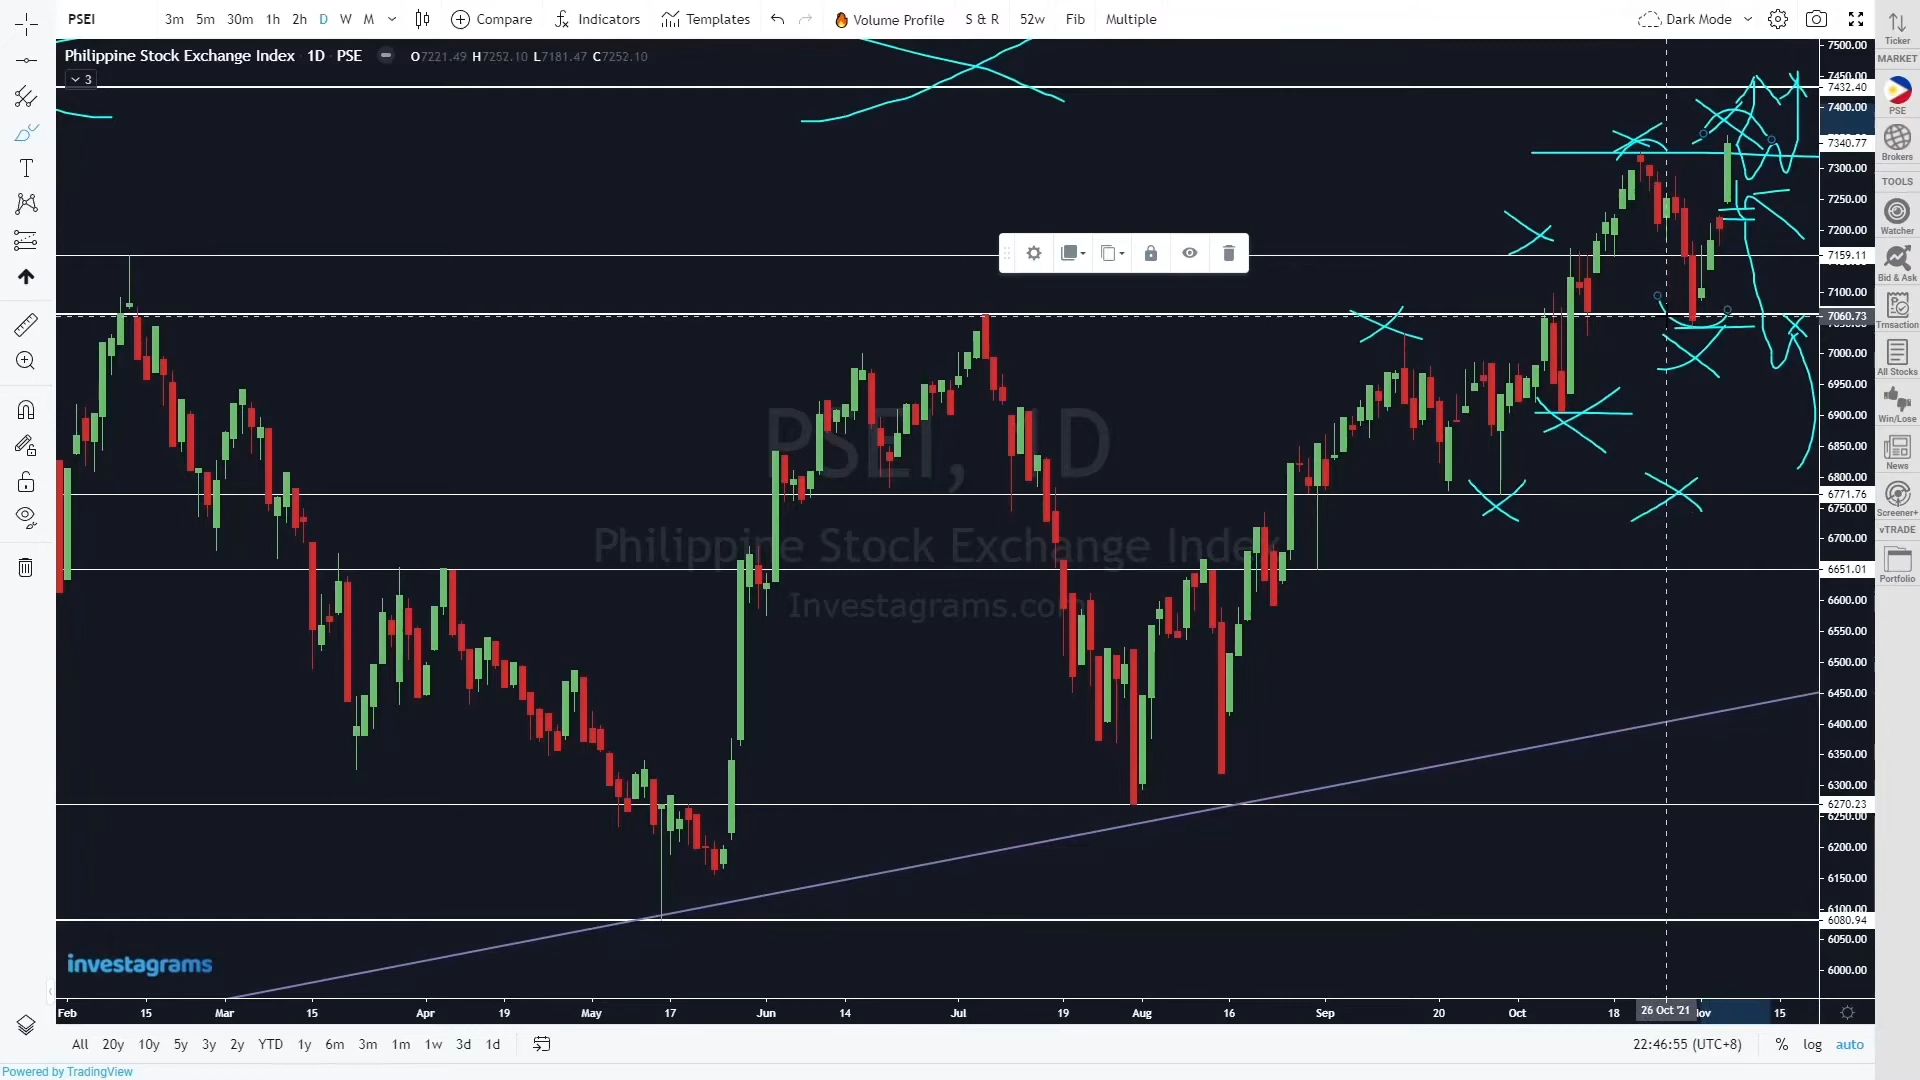 PSEI 3m 5m 30m 1h 2h D W M Compare Indicators Templates Volume Profile S & R 52w Fib Multiple Dark Mode
Ticker
Philippine Stock Exchange Index 1D PSE O7221.49 H7252.10 L7181.47 C7252.10
3
7500.00
MARKET
7450.00
7432.40
7400.00
PSE
7340.77
7300.00
Brokers
TOOLS
7250.00
7200.00
Watcher
7159.11
7100.00
Bid & Ask
7060.73
Trnsaction
7000.00
All Stocks
6950.00
6900.00
Win/Lose
6850.00
PSEI, 1D
News
6800.00
6771.76
6750.00
Screener+
vTRADE
6700.00
Philippine Stock Exchange Index
6651.01
Portfolio
6600.00
Investagrams.com
6550.00
6500.00
6450.00
6400.00
6350.00
6300.00
6270.23
6250.00
6200.00
6150.00
6100.00
6080.94
6050.00
investagrams
6000.00
Feb 15 Mar 15 Apr 19 May 17 Jun 14 Jul 19 Aug 16 Sep 20 Oct 18 26 Oct '21 15
All 20y 10y 5y 3y 2y YTD 1y 6m 3m 1m 1w 3d 1d 22:46:55 (UTC+8) % log auto
Powered by TradingView